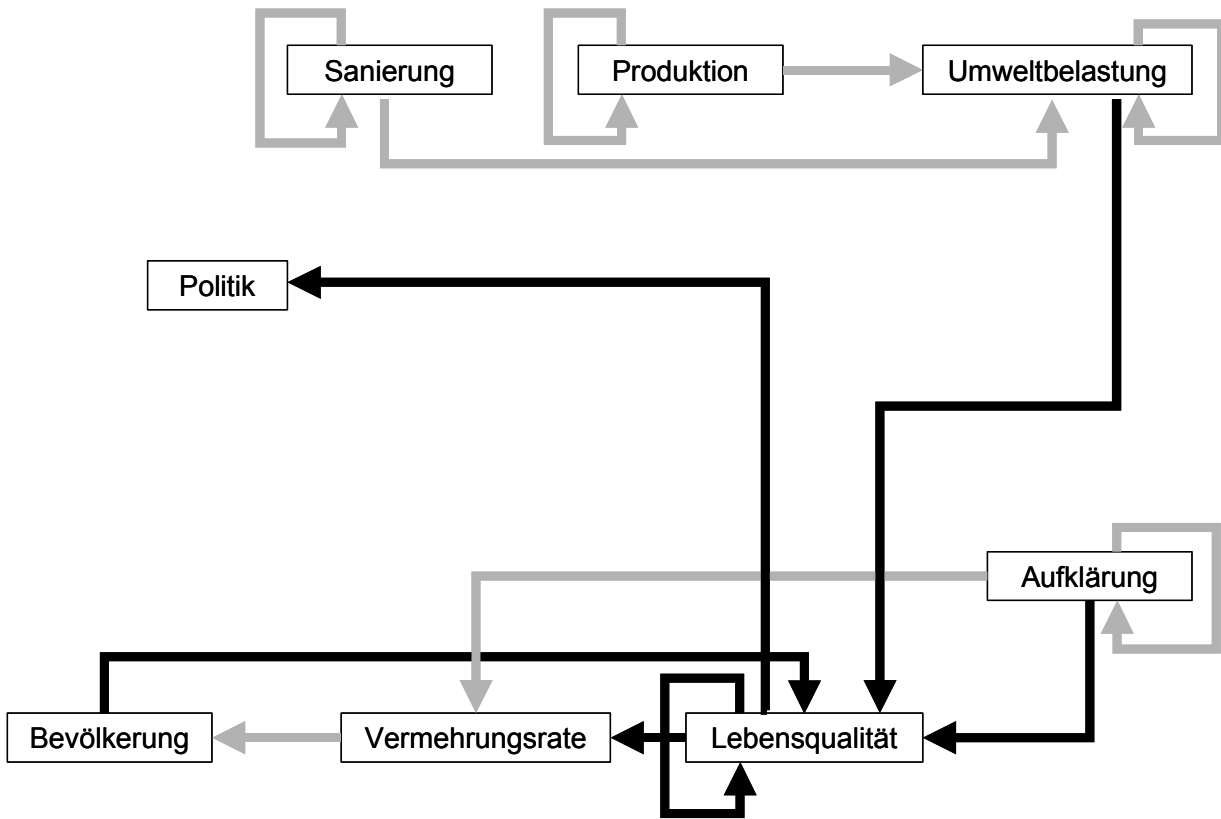 Sanierung
Produktion
Umweltbelastung
Politik
Aufklärung
Bevölkerung
Vermehrungsrate
Lebensqualität